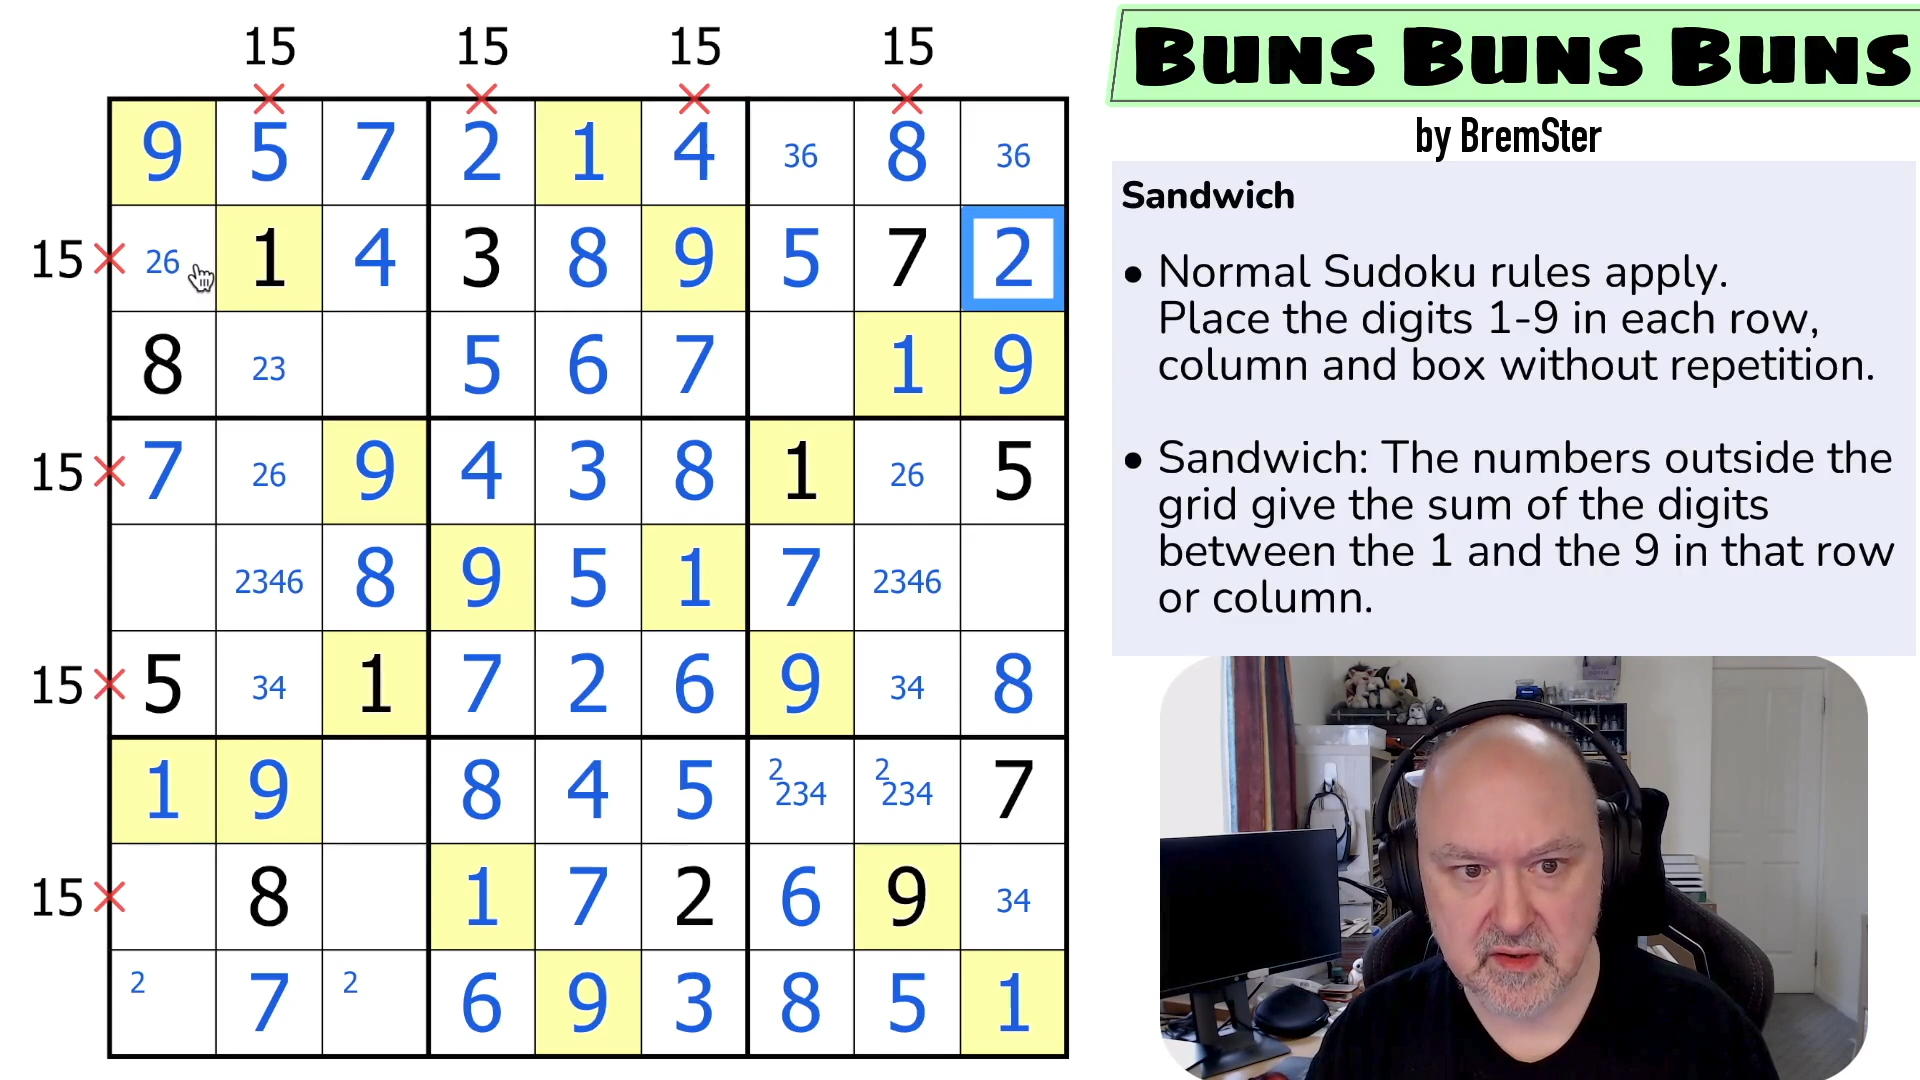 15 15 15 15
9 5 7 2 1 4 36 8 36
15 26 1 4 3 8 9 5 7 2
8 23 5 6 7 1 9
15 7 26 9 4 3 8 1 26 5
2346 8 9 5 1 7 2346
15 5 34 1 7 2 6 9 34 8
1 9 8 4 5 2 234 2 234 7
15 8 1 7 2 6 9 34
2 7 2 6 9 3 8 5 1
Buns Buns Buns
by BremSter
Sandwich
• Normal Sudoku rules apply.
Place the digits 1-9 in each row,
column and box without repetition.
• Sandwich: The numbers outside the
grid give the sum of the digits
between the 1 and the 9 in that row
or column.